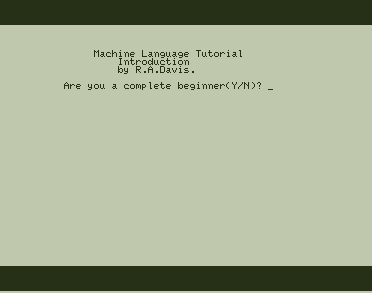 Machine Language Tutorial
Introduction
by R.A.Davis.
Are you a complete beginner(Y/N)? _